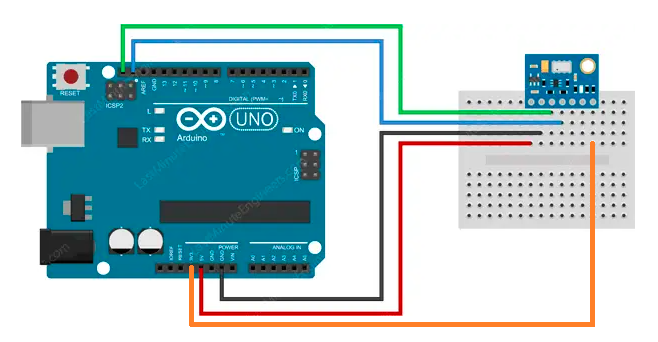 RESET
ICSP2
AREF
GND
13
12
~11
~10
~9
8
7
~6
~5
4
~3
2
TX0 1
RX0 0
DIGITAL (PWM~)
L
TX
RX
UNO
ON
Arduino
1
ICSP
LastMinuteEngineers.com
POWER
ANALOG IN
IOREF
RESET
3V3
5V
GND
GND
VIN
A0
A1
A2
A3
A4
A5